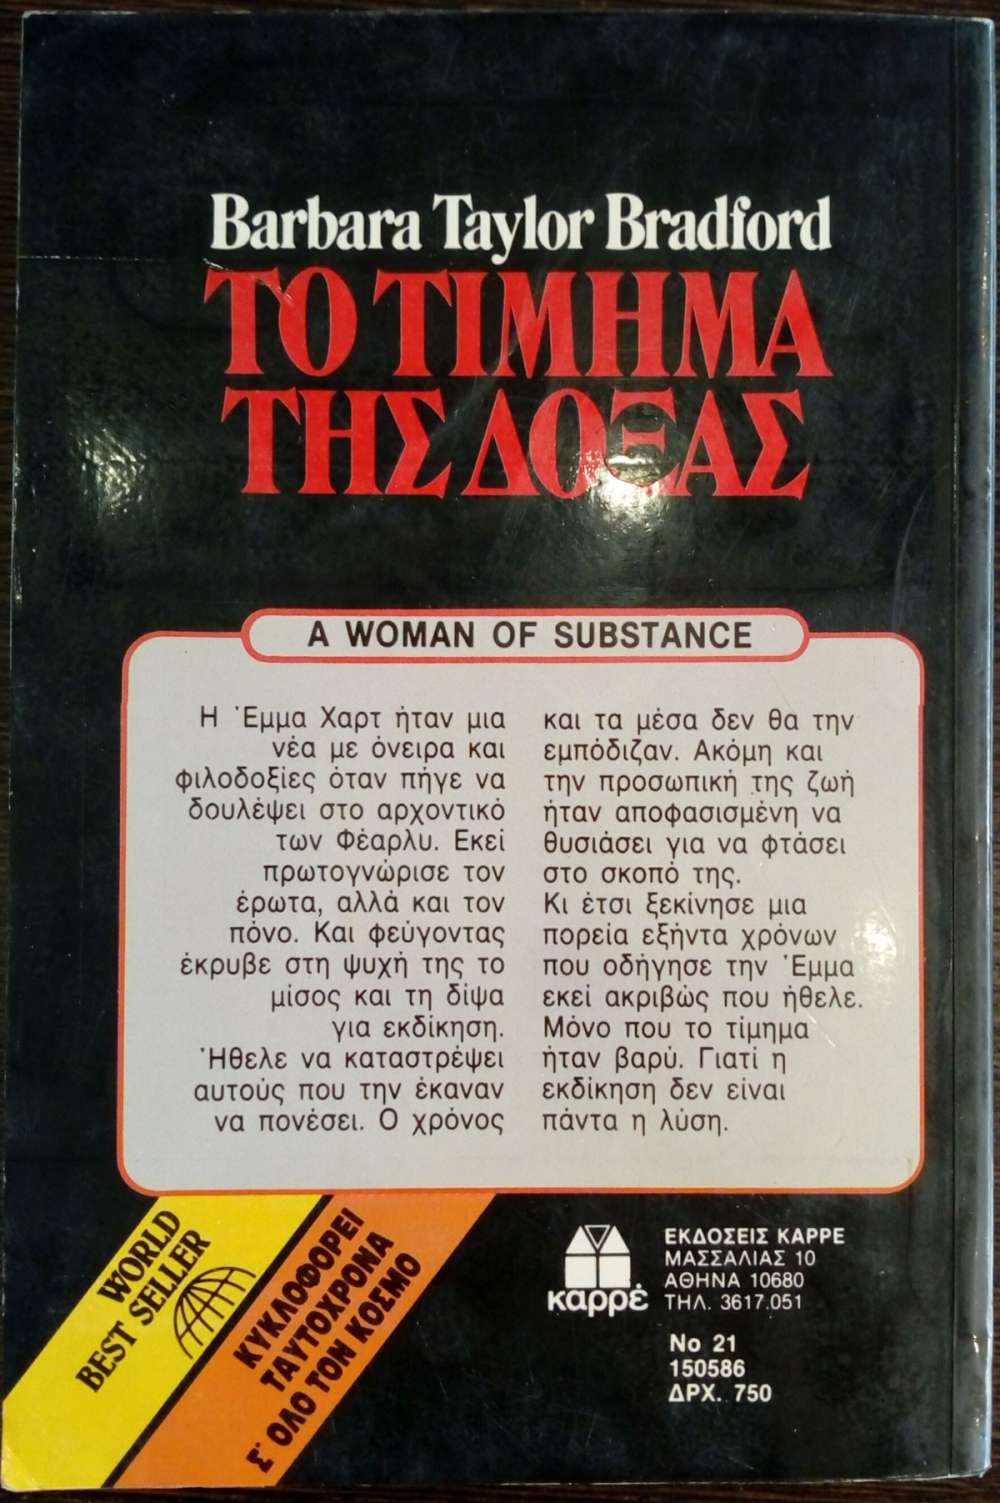 Barbara Taylor Bradford
ΤΟ ΤΙΜΗΜΑ
ΤΗΣ ΔΟΞΑΣ
A WOMAN OF SUBSTANCE
Η Έμμα Χαρτ ήταν μια
νέα με όνειρα και
φιλοδοξίες όταν πήγε να
δουλέψει στο αρχοντικό
των Φέαρλυ. Εκεί
πρωτογνώρισε τον
έρωτα, αλλά και τον
πόνο. Και φεύγοντας
έκρυβε στη ψυχή της το
μίσος και τη δίψα
για εκδίκηση.
Ήθελε να καταστρέψει
αυτούς που την έκαναν
να πονέσει. Ο χρόνος
και τα μέσα δεν θα την
εμπόδιζαν. Ακόμη και
την προσωπική της ζωή
ήταν αποφασισμένη να
θυσιάσει για να φτάσει
στο σκοπό της.
Κι έτσι ξεκίνησε μια
πορεία εξήντα χρόνων
που οδήγησε την Έμμα
εκεί ακριβώς που ήθελε.
Μόνο που το τίμημα
ήταν βαρύ. Γιατί η
εκδίκηση δεν είναι
πάντα η λύση.
WORLD
BEST SELLER
ΚΥΚΛΟΦΟΡΕΙ
ΤΑΥΤΟΧΡΟΝΑ
Σ' ΟΛΟ ΤΟΝ ΚΟΣΜΟ
καρρέ
ΕΚΔΟΣΕΙΣ ΚΑΡΡΕ
ΜΑΣΣΑΛΙΑΣ 10
ΑΘΗΝΑ 10680
ΤΗΛ. 3617.051
Νο 21
150586
ΔΡΧ. 750